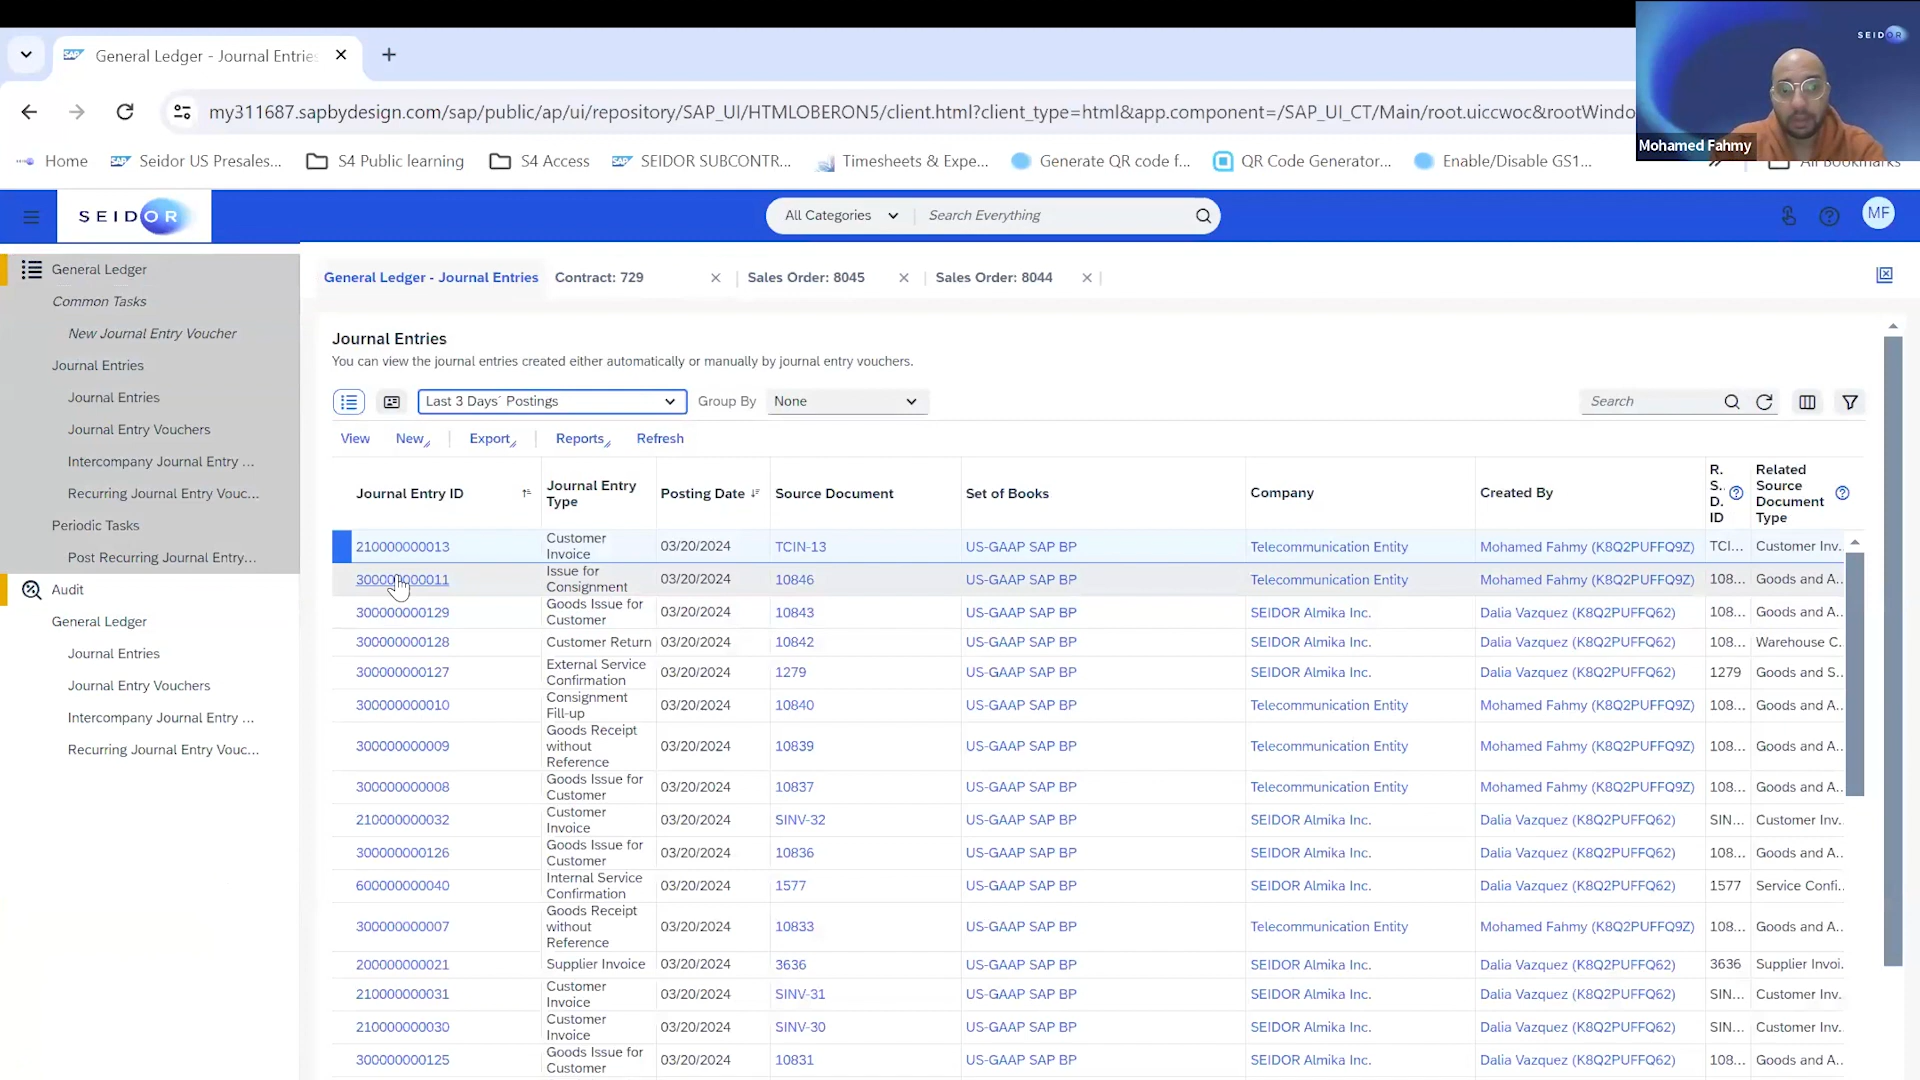 General Ledger - Journal Entries
SEIDOR
my311687.sapbydesign.com/sap/public/ap/ui/repository/SAP_UI/HTMLOBERON5/client.html?client_type=html&app.component=/SAP_UI_CT/Main/root.uiccwoc&rootWindo
Mohamed Fahmy
Home Seidor US Presales... S4 Public learning S4 Access SEIDOR SUBCONTR... Timesheets & Expe... Generate QR code f... QR Code Generator... Enable/Disable GS1... All Bookmarks
SEIDOR All Categories Search Everything MF
General Ledger
Common Tasks
New Journal Entry Voucher
Journal Entries
Journal Entries
Journal Entry Vouchers
Intercompany Journal Entry ...
Recurring Journal Entry Vouc...
Periodic Tasks
Post Recurring Journal Entry...
Audit
General Ledger
Journal Entries
Journal Entry Vouchers
Intercompany Journal Entry ...
Recurring Journal Entry Vouc...
General Ledger - Journal Entries Contract: 729 Sales Order: 8045 Sales Order: 8044
Journal Entries
You can view the journal entries created either automatically or manually by journal entry vouchers.
Last 3 Days´ Postings Group By None Search
View New Export Reports Refresh
Journal Entry ID Journal Entry Type Posting Date Source Document Set of Books Company Created By R. S. D. ID Related Source Document Type
210000000013 Customer Invoice 03/20/2024 TCIN-13 US-GAAP SAP BP Telecommunication Entity Mohamed Fahmy (K8Q2PUFFQ9Z) TCI... Customer Inv..
300000000011 Issue for Consignment 03/20/2024 10846 US-GAAP SAP BP Telecommunication Entity Mohamed Fahmy (K8Q2PUFFQ9Z) 108... Goods and A..
300000000129 Goods Issue for Customer 03/20/2024 10843 US-GAAP SAP BP SEIDOR Almika Inc. Dalia Vazquez (K8Q2PUFFQ62) 108... Goods and A..
300000000128 Customer Return 03/20/2024 10842 US-GAAP SAP BP SEIDOR Almika Inc. Dalia Vazquez (K8Q2PUFFQ62) 108... Warehouse C..
300000000127 External Service Confirmation 03/20/2024 1279 US-GAAP SAP BP SEIDOR Almika Inc. Dalia Vazquez (K8Q2PUFFQ62) 1279 Goods and S..
300000000010 Consignment Fill-up 03/20/2024 10840 US-GAAP SAP BP Telecommunication Entity Mohamed Fahmy (K8Q2PUFFQ9Z) 108... Goods and A..
300000000009 Goods Receipt without Reference 03/20/2024 10839 US-GAAP SAP BP Telecommunication Entity Mohamed Fahmy (K8Q2PUFFQ9Z) 108... Goods and A..
300000000008 Goods Issue for Customer 03/20/2024 10837 US-GAAP SAP BP Telecommunication Entity Mohamed Fahmy (K8Q2PUFFQ9Z) 108... Goods and A..
210000000032 Customer Invoice 03/20/2024 SINV-32 US-GAAP SAP BP SEIDOR Almika Inc. Dalia Vazquez (K8Q2PUFFQ62) SIN... Customer Inv..
300000000126 Goods Issue for Customer 03/20/2024 10836 US-GAAP SAP BP SEIDOR Almika Inc. Dalia Vazquez (K8Q2PUFFQ62) 108... Goods and A..
600000000040 Internal Service Confirmation 03/20/2024 1577 US-GAAP SAP BP SEIDOR Almika Inc. Dalia Vazquez (K8Q2PUFFQ62) 1577 Service Confi..
300000000007 Goods Receipt without Reference 03/20/2024 10833 US-GAAP SAP BP Telecommunication Entity Mohamed Fahmy (K8Q2PUFFQ9Z) 108... Goods and A..
200000000021 Supplier Invoice 03/20/2024 3636 US-GAAP SAP BP SEIDOR Almika Inc. Dalia Vazquez (K8Q2PUFFQ62) 3636 Supplier Invoi..
210000000031 Customer Invoice 03/20/2024 SINV-31 US-GAAP SAP BP SEIDOR Almika Inc. Dalia Vazquez (K8Q2PUFFQ62) SIN... Customer Inv..
210000000030 Customer Invoice 03/20/2024 SINV-30 US-GAAP SAP BP SEIDOR Almika Inc. Dalia Vazquez (K8Q2PUFFQ62) SIN... Customer Inv..
300000000125 Goods Issue for Customer 03/20/2024 10831 US-GAAP SAP BP SEIDOR Almika Inc. Dalia Vazquez (K8Q2PUFFQ62) 108... Goods and A..